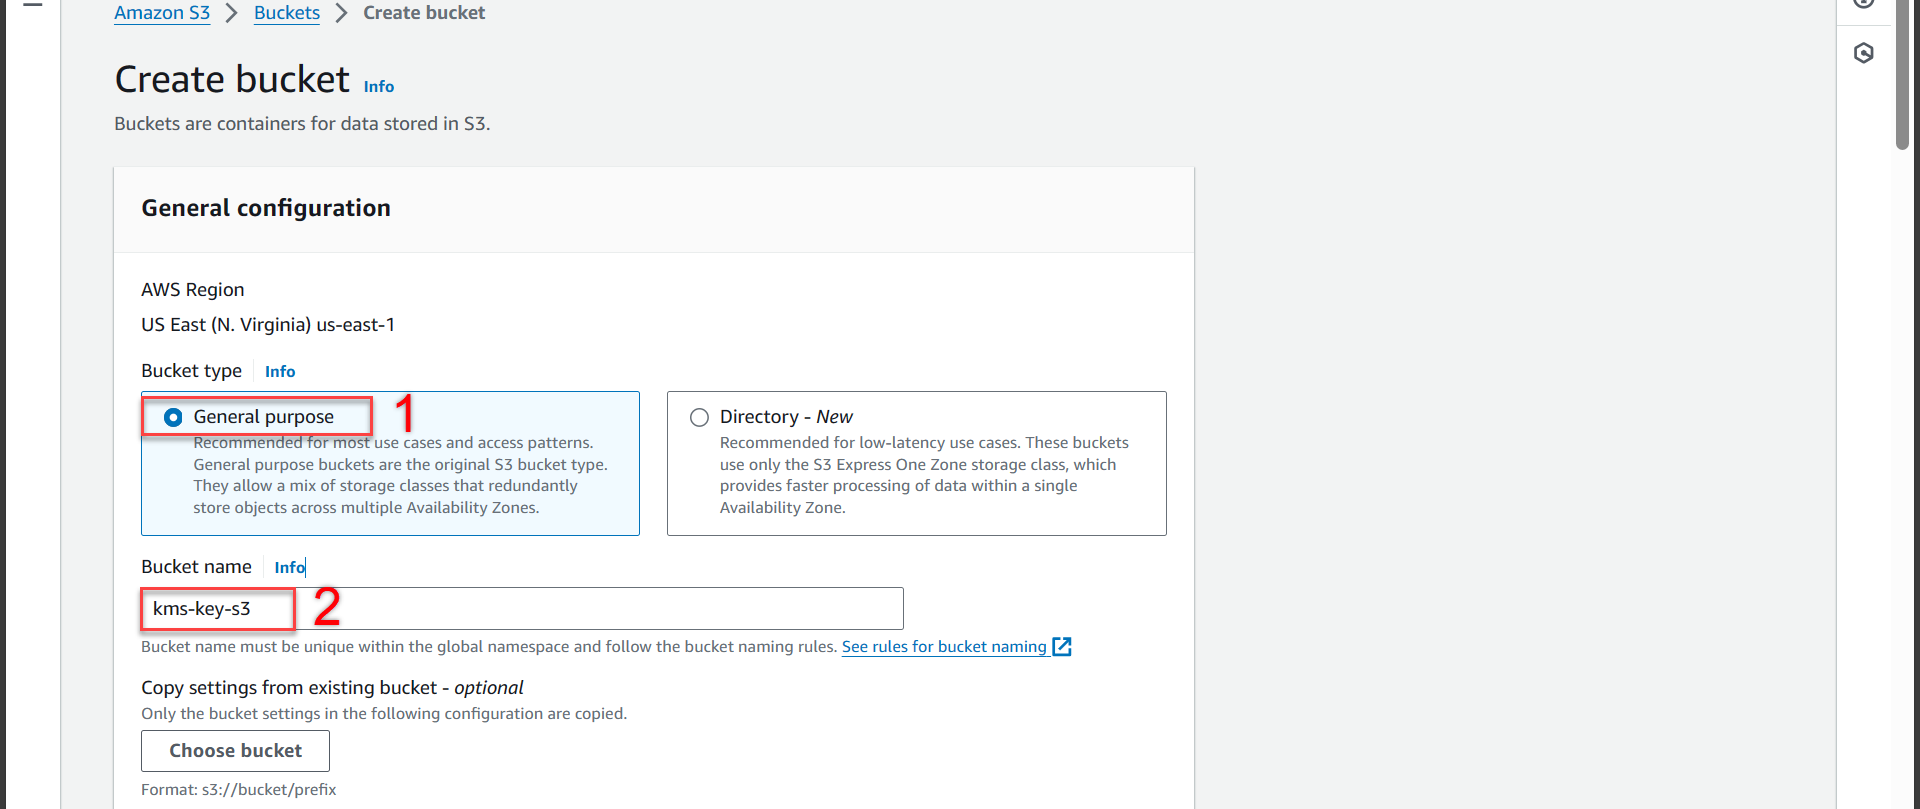 Amazon S3 > Buckets > Create bucket
Create bucket Info
Buckets are containers for data stored in S3.
General configuration
AWS Region
US East (N. Virginia) us-east-1
Bucket type Info
General purpose 1
Recommended for most use cases and access patterns.
General purpose buckets are the original S3 bucket type.
They allow a mix of storage classes that redundantly
store objects across multiple Availability Zones.
Directory - New
Recommended for low-latency use cases. These buckets
use only the S3 Express One Zone storage class, which
provides faster processing of data within a single
Availability Zone.
Bucket name Info
kms-key-s3 2
Bucket name must be unique within the global namespace and follow the bucket naming rules. See rules for bucket naming
Copy settings from existing bucket - optional
Only the bucket settings in the following configuration are copied.
Choose bucket
Format: s3://bucket/prefix